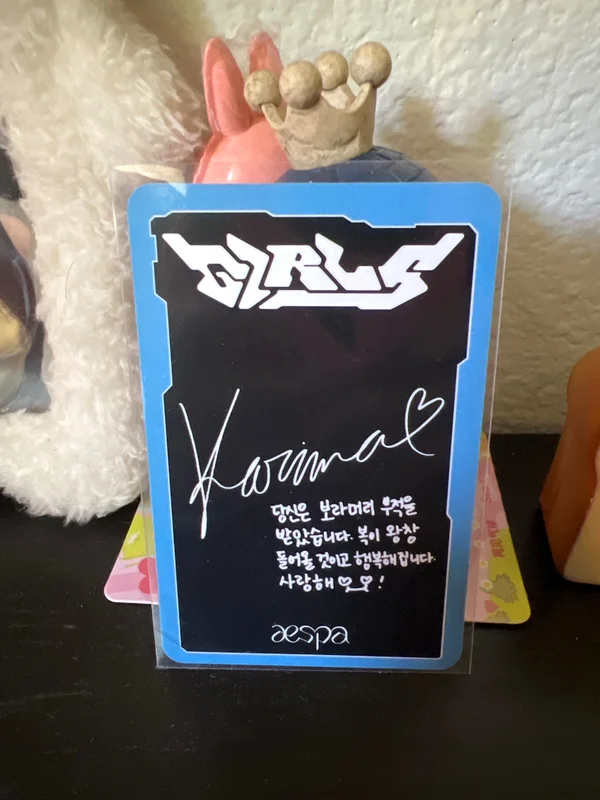 GIRLS
Karina
당신은 보라머리 부적을
받았습니다. 복이 왕창
들어올 것이고 행복해집니다.
사랑해 !
aespa